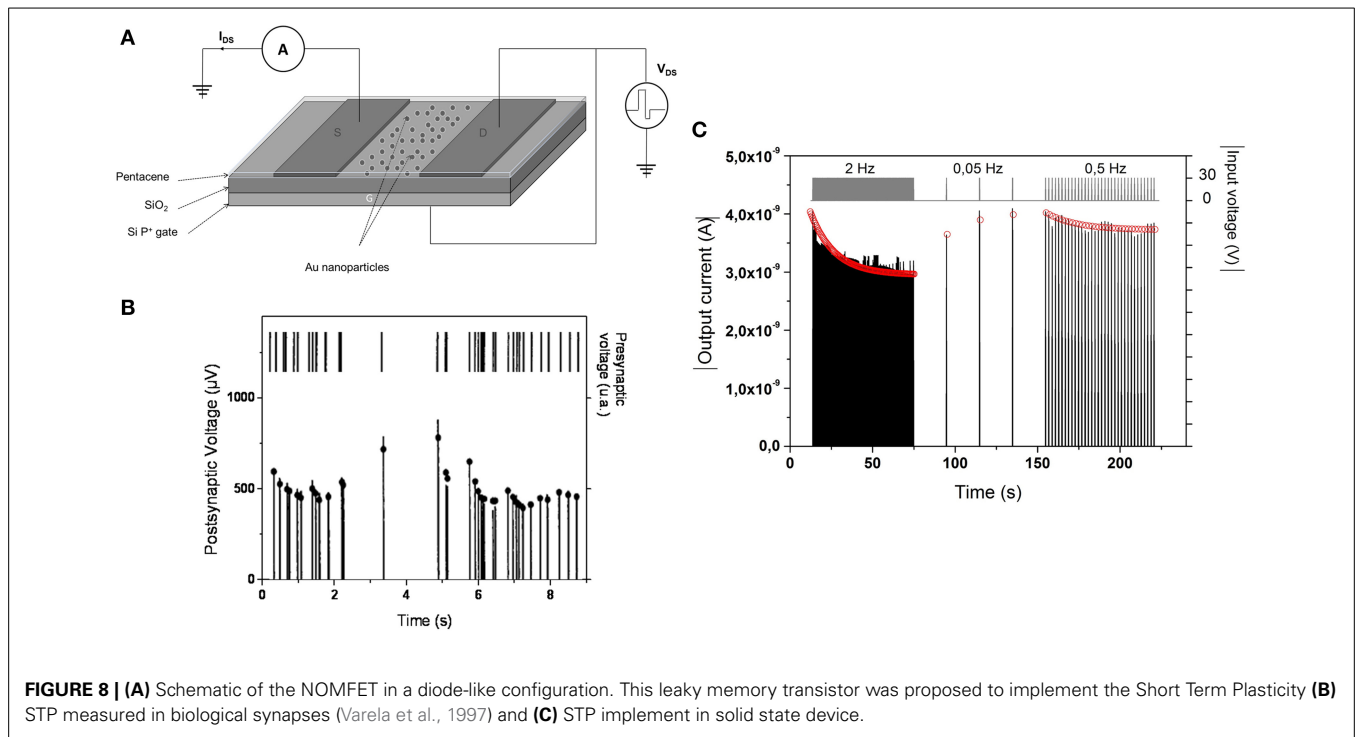 A
I_DS
A
V_DS
S
D
Pentacene
SiO₂
Si P⁺ gate
G
Au nanoparticles
B
Presynaptic
voltage (u.a.)
Postsynaptic Voltage (µV)
1000
500
0
0
2
4
6
8
Time (s)
C
5,0x10⁻⁹
4,0x10⁻⁹
3,0x10⁻⁹
2,0x10⁻⁹
1,0x10⁻⁹
0,0
|Output current (A)|
2 Hz
0,05 Hz
0,5 Hz
30
0
|Input voltage (V)|
0
50
100
150
200
Time (s)
FIGURE 8 | (A) Schematic of the NOMFET in a diode-like configuration. This leaky memory transistor was proposed to implement the Short Term Plasticity (B)
STP measured in biological synapses (Varela et al., 1997) and (C) STP implement in solid state device.